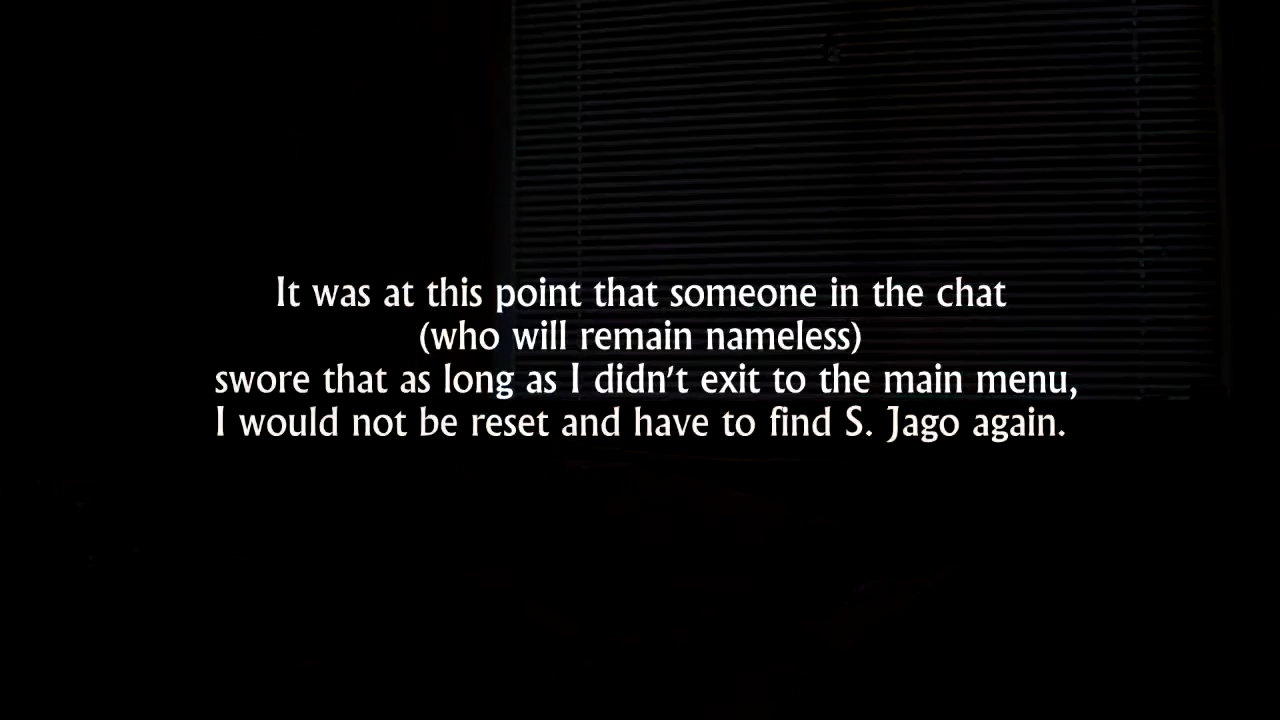 It was at this point that someone in the chat
(who will remain nameless)
swore that as long as I didn't exit to the main menu,
I would not be reset and have to find S. Jago again.